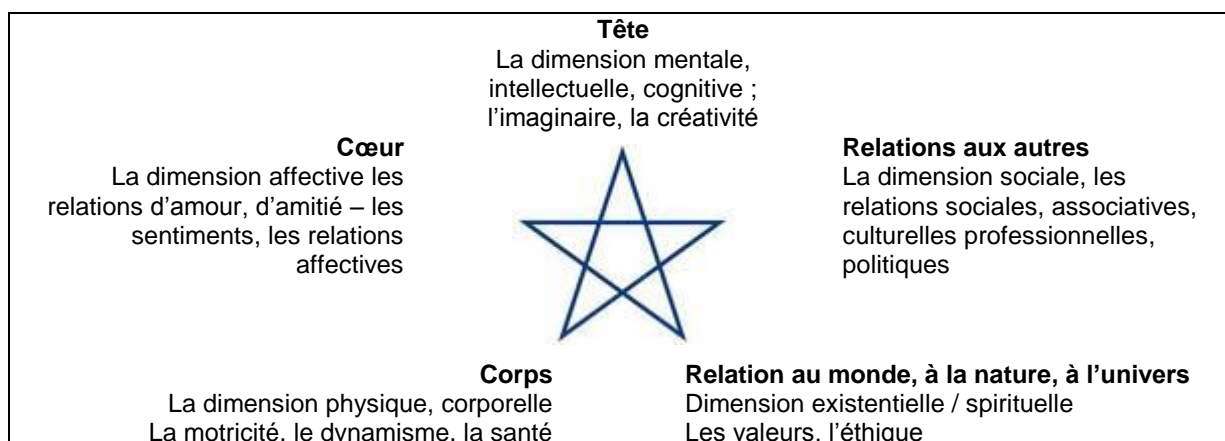 Tête
La dimension mentale,
intellectuelle, cognitive ;
l’imaginaire, la créativité
Cœur
La dimension affective les
relations d’amour, d’amitié – les
sentiments, les relations
affectives
Relations aux autres
La dimension sociale, les
relations sociales, associatives,
culturelles professionnelles,
politiques
Corps
La dimension physique, corporelle
La motricité, le dynamisme, la santé
Relation au monde, à la nature, à l’univers
Dimension existentielle / spirituelle
Les valeurs, l’éthique